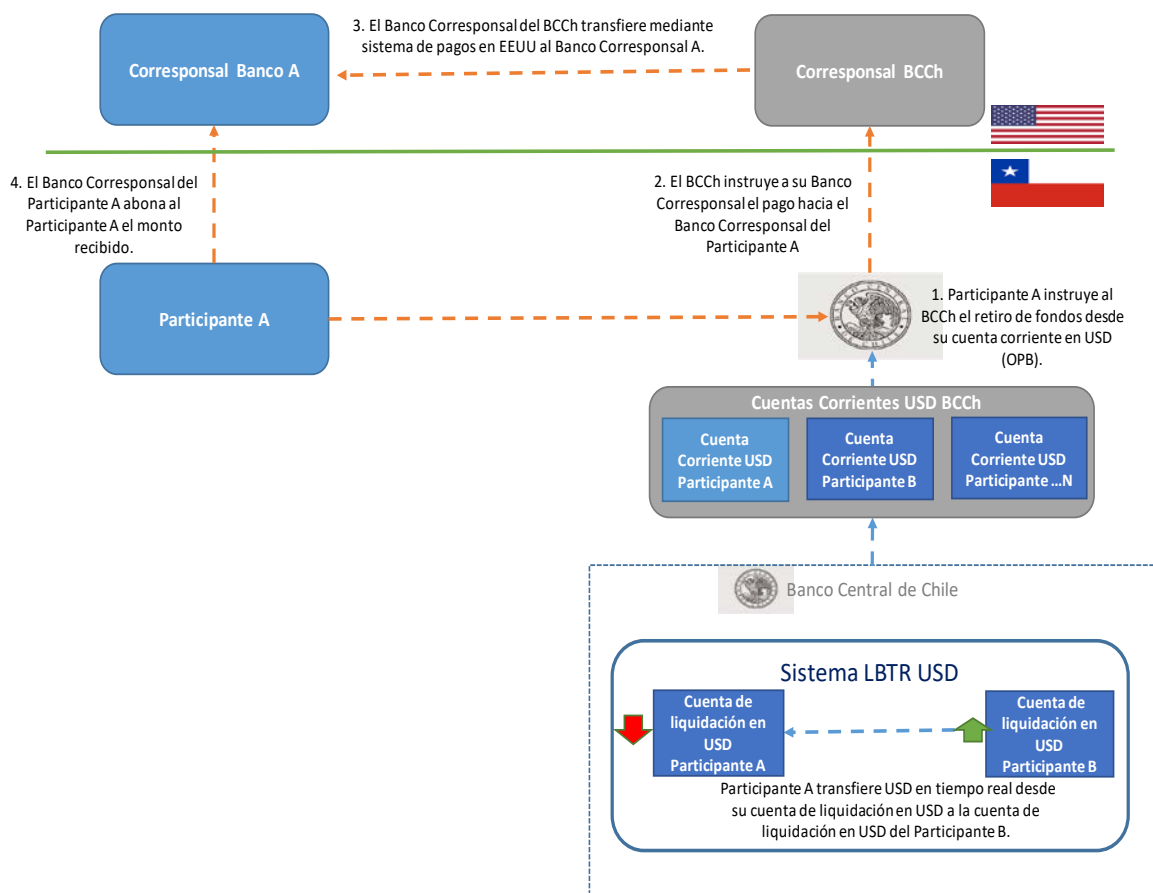 3. El Banco Corresponsal del BCCh transfiere mediante
sistema de pagos en EEUU al Banco Corresponsal A.
Corresponsal Banco A
Corresponsal BCCh
4. El Banco Corresponsal del
Participante A abona al
Participante A el monto
recibido.
2. El BCCh instruye a su Banco
Corresponsal el pago hacia el
Banco Corresponsal del
Participante A
Participante A
1. Participante A instruye al
BCCh el retiro de fondos desde
su cuenta corriente en USD
(OPB).
Cuentas Corrientes USD BCCh
Cuenta
Corriente USD
Participante A
Cuenta
Corriente USD
Participante B
Cuenta
Corriente USD
Participante ...N
Banco Central de Chile
Sistema LBTR USD
Cuenta de
liquidación en
USD
Participante A
Cuenta de
liquidación en
USD
Participante B
Participante A transfiere USD en tiempo real desde
su cuenta de liquidación en USD a la cuenta de
liquidación en USD del Participante B.